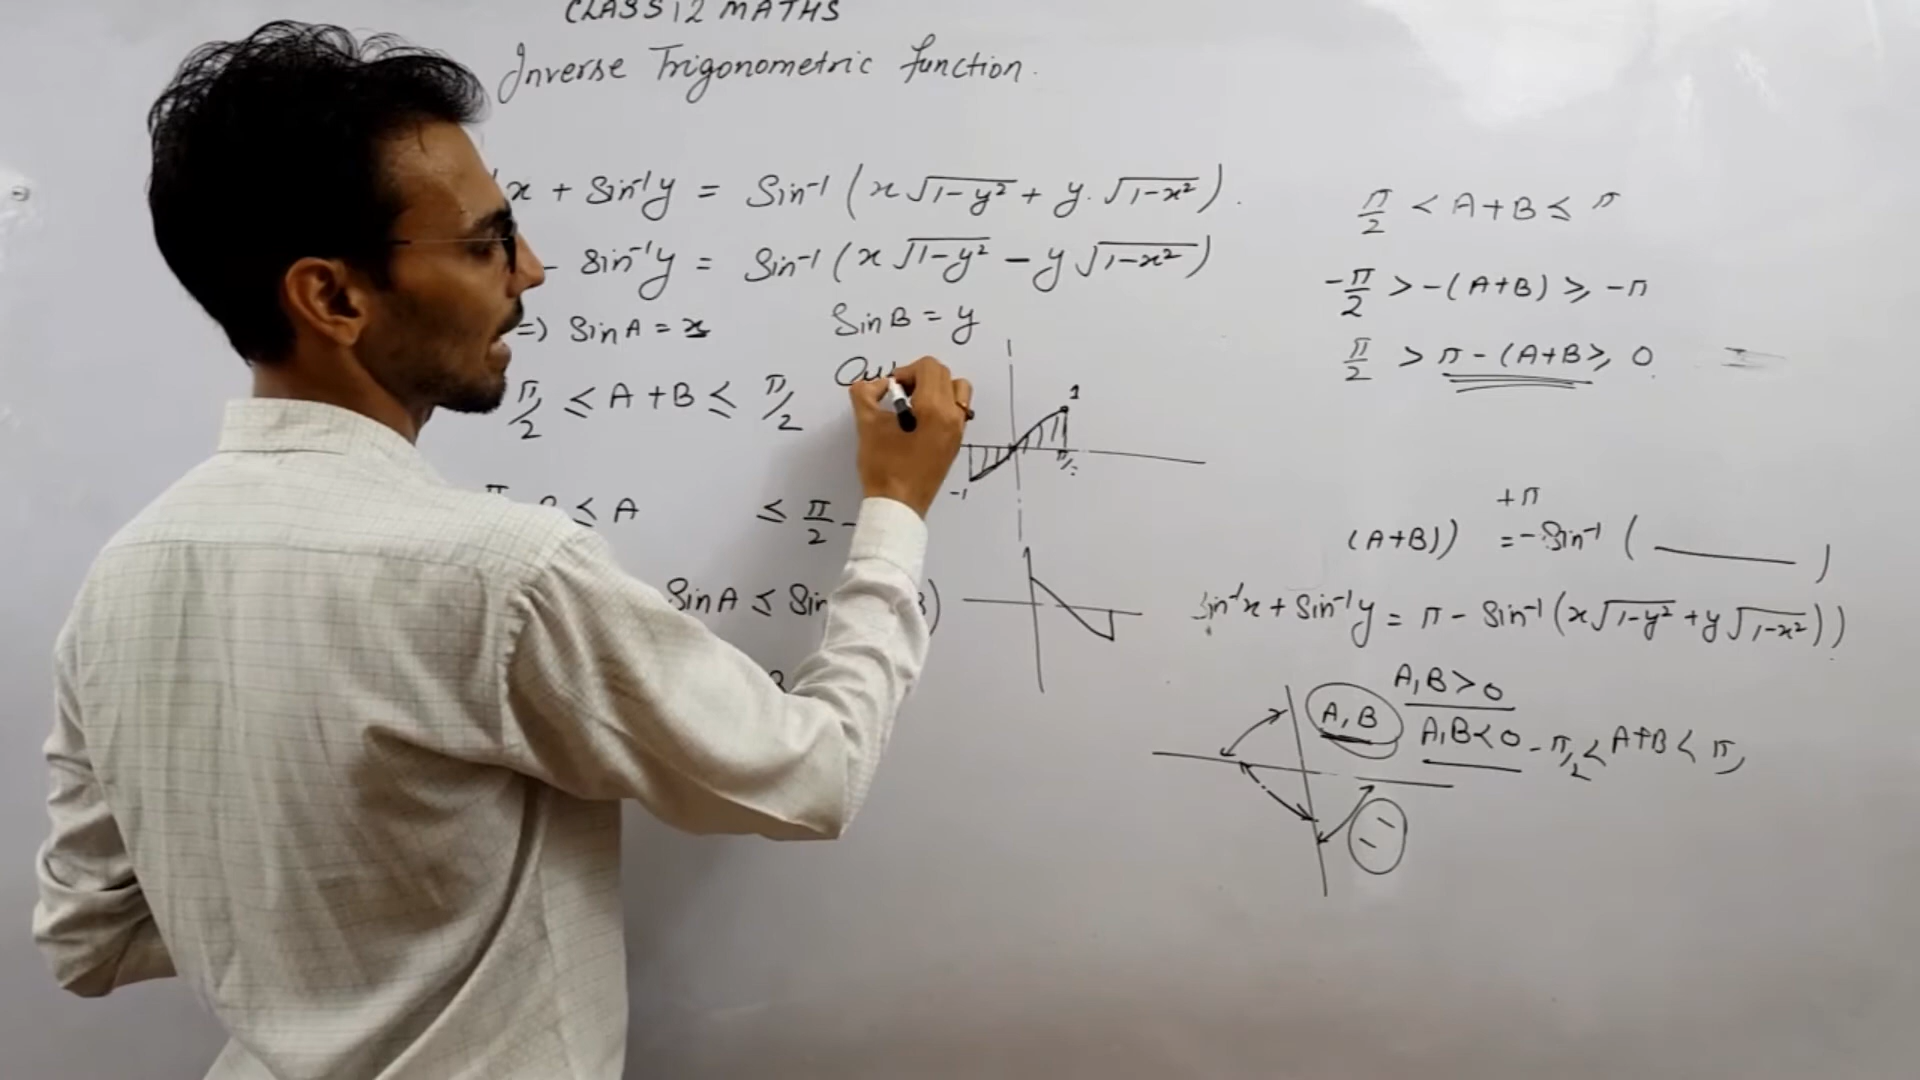 CLASS 12 MATHS
Inverse Trigonometric function.
x + Sin⁻¹y = Sin⁻¹ (x √1-y² + y. √1-x²).
- Sin⁻¹y = Sin⁻¹ (x √1-y² - y √1-x²)
=) Sin A = x
Sin B = y
π/2 ≤ A + B ≤ π/2
≤ A ≤ π/2 -
Sin A ≤ Sin
1
-1
π/2 < A+B ≤ π
-π/2 > -(A+B) ≥ -π
π/2 > π - (A+B ≥ 0
+π
(A+B)) = - Sin⁻¹ ( ______ )
Sin⁻¹x + Sin⁻¹y = π - Sin⁻¹ (x √1-y² + y √1-x²))
A, B > 0
A, B
A, B < 0 - π/2 < A+B < π